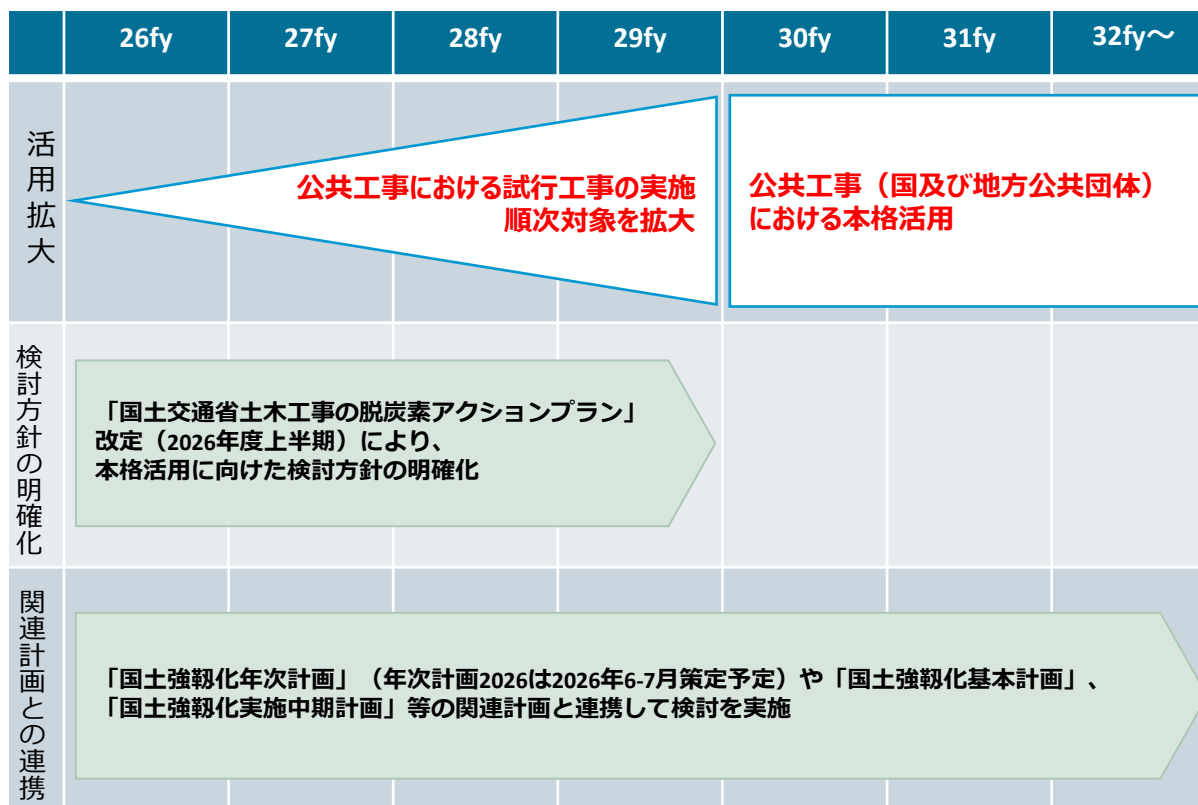 26fy 27fy 28fy 29fy 30fy 31fy 32fy～
活用拡大
公共工事における試行工事の実施
順次対象を拡大
公共工事（国及び地方公共団体）
における本格活用
検討方針の明確化
「国土交通省土木工事の脱炭素アクションプラン」
改定（2026年度上半期）により、
本格活用に向けた検討方針の明確化
関連計画との連携
「国土強靱化年次計画」（年次計画2026は2026年6-7月策定予定）や「国土強靱化基本計画」、
「国土強靱化実施中期計画」等の関連計画と連携して検討を実施